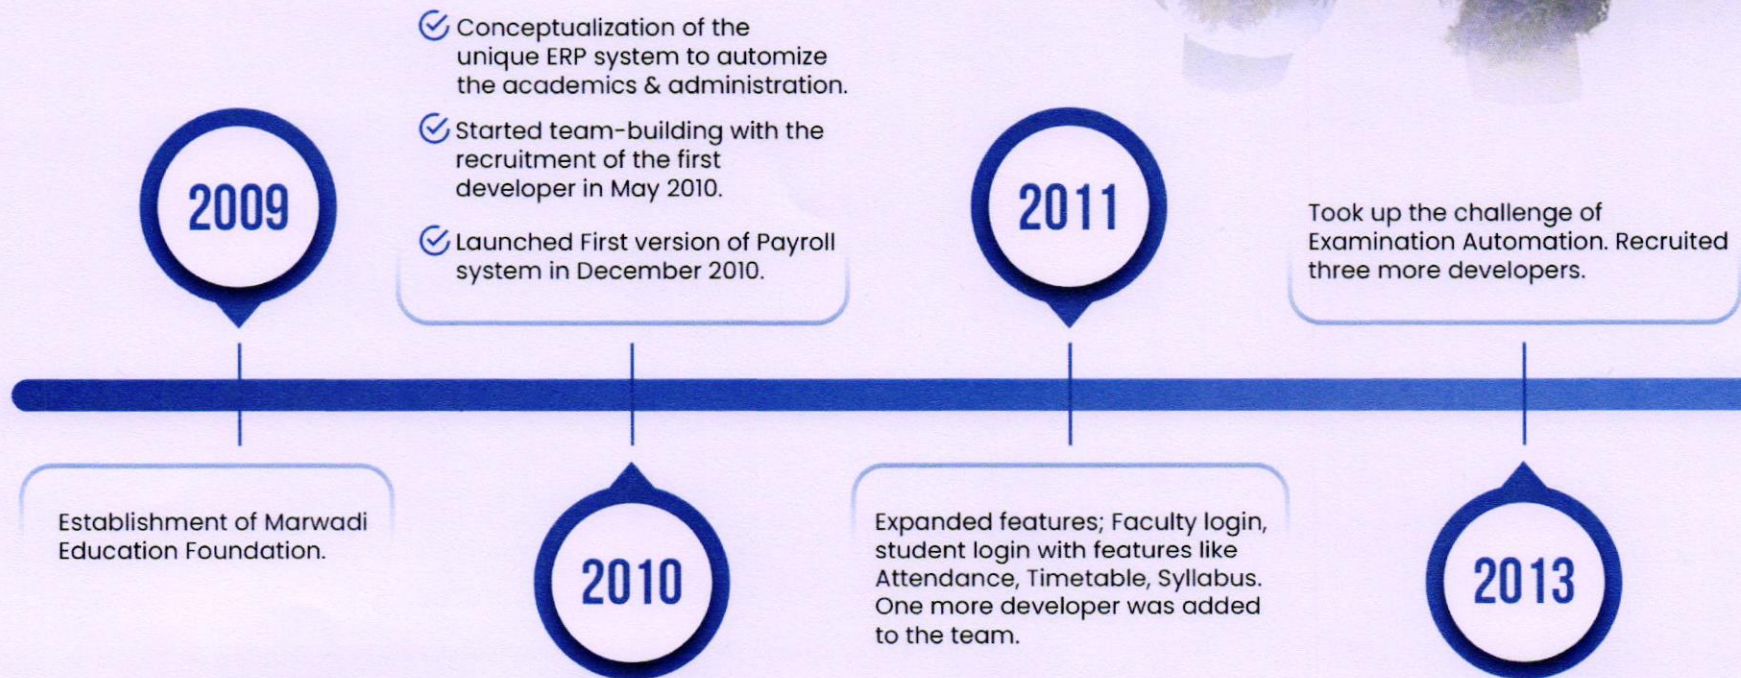 2009
Establishment of Marwadi
Education Foundation.
Conceptualization of the
unique ERP system to automize
the academics & administration.
Started team-building with the
recruitment of the first
developer in May 2010.
Launched First version of Payroll
system in December 2010.
2010
2011
Expanded features; Faculty login,
student login with features like
Attendance, Timetable, Syllabus.
One more developer was added
to the team.
Took up the challenge of
Examination Automation. Recruited
three more developers.
2013